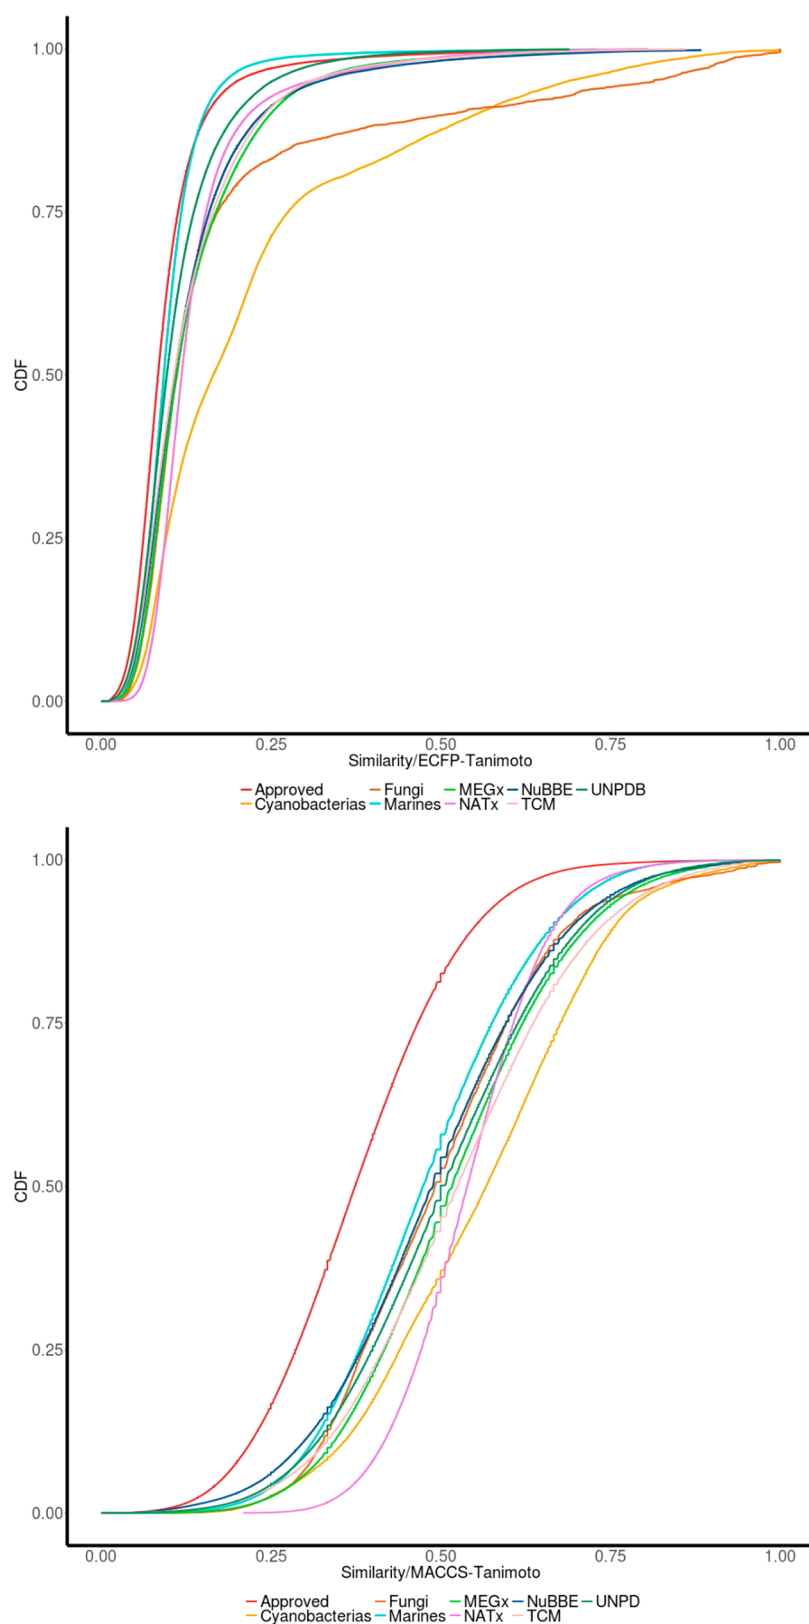 1.00
0.75
CDF
0.50
0.25
0.00
0.00 0.25 0.50 0.75 1.00
Similarity/ECFP-Tanimoto
Approved Fungi MEGx NuBBE UNPDB
Cyanobacterias Marines NATx TCM
1.00
0.75
CDF
0.50
0.25
0.00
0.00 0.25 0.50 0.75 1.00
Similarity/MACCS-Tanimoto
Approved Fungi MEGx NuBBE UNPD
Cyanobacterias Marines NATx TCM